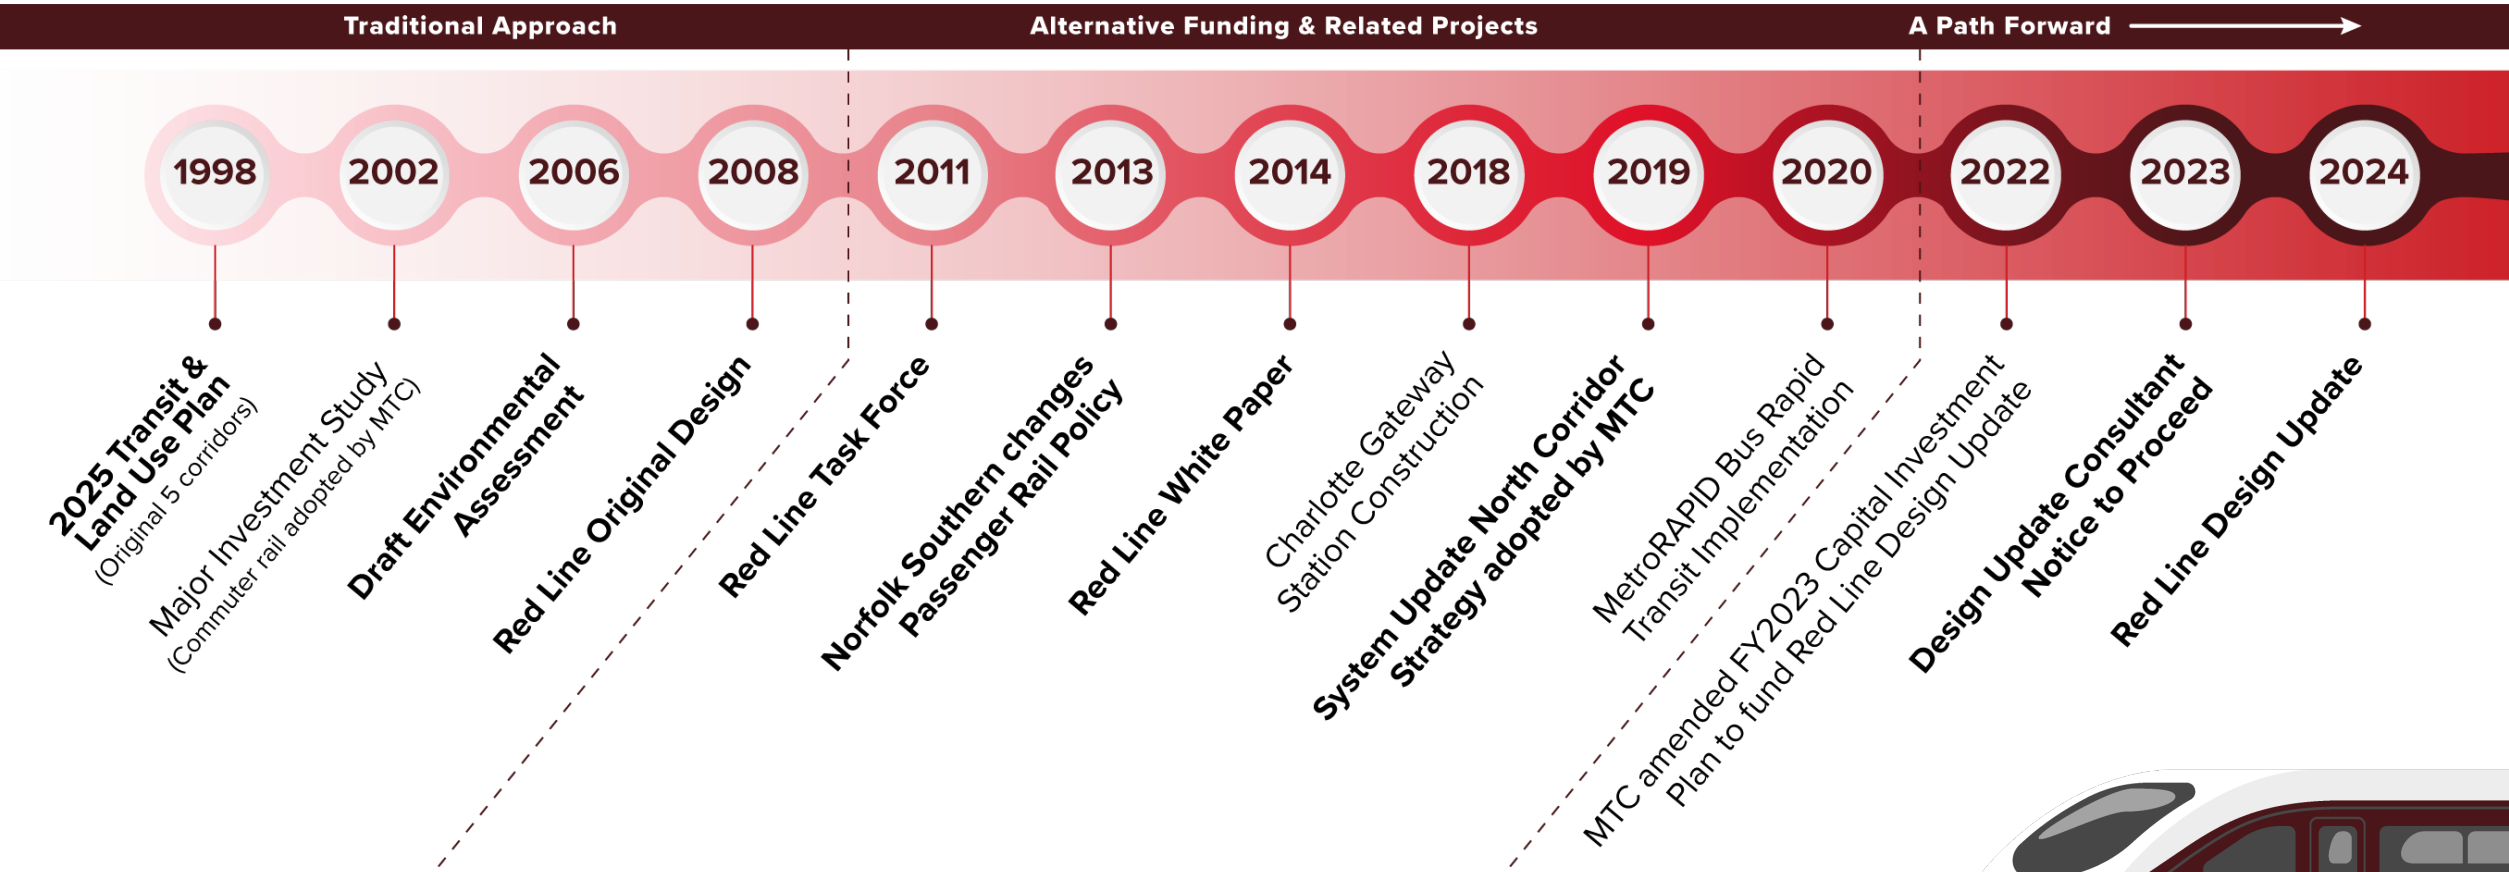 Traditional Approach
Alternative Funding & Related Projects
A Path Forward
1998
2002
2006
2008
2011
2013
2014
2018
2019
2020
2022
2023
2024
2025 Transit &
Land Use Plan
(Original 5 corridors)
Major Investment Study
(Commuter rail adopted by MTC)
Draft Environmental
Assessment
Red Line Original Design
Red Line Task Force
Norfolk Southern changes
Passenger Rail Policy
Red Line White Paper
Charlotte Gateway
Station Construction
System Update North Corridor
Strategy adopted by MTC
MetroRAPID Bus Rapid
Transit Implementation
MTC amended FY2023 Capital Investment
Plan to fund Red Line Design Update
Design Update Consultant
Notice to Proceed
Red Line Design Update